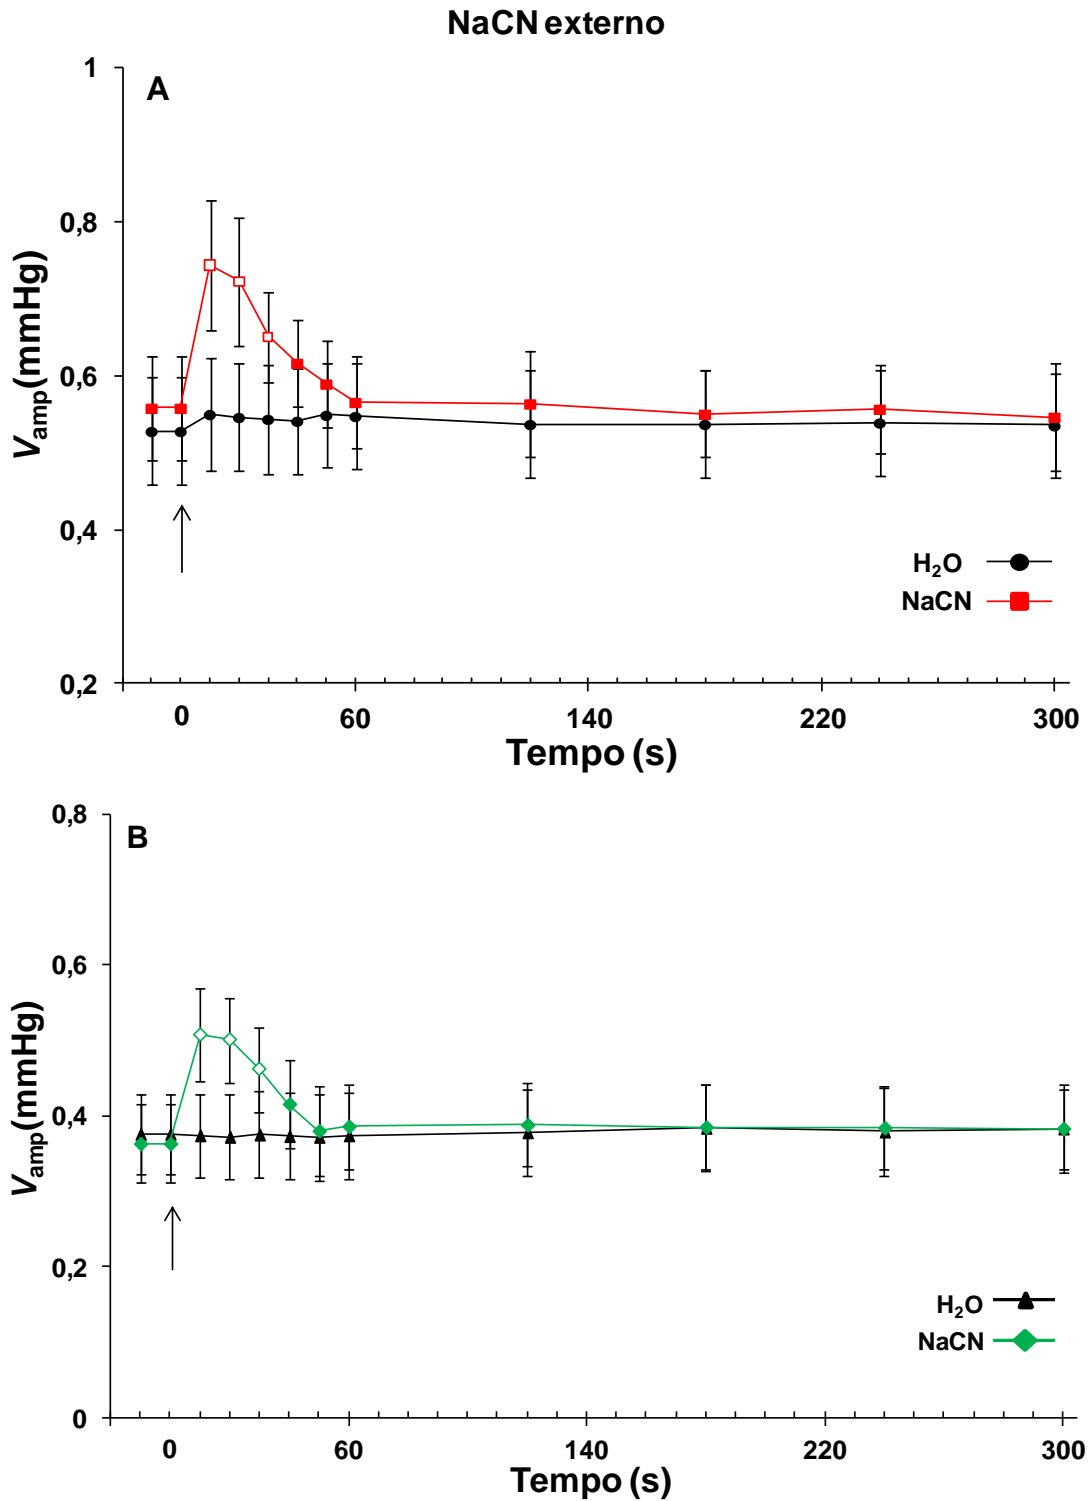 NaCN externo
A
1
0,8
0,6
0,4
0,2
V amp (mmHg)
H₂O
NaCN
0 60 140 220 300
Tempo (s)
B
0,8
0,6
0,4
0,2
0
V amp (mmHg)
H₂O
NaCN
0 60 140 220 300
Tempo (s)